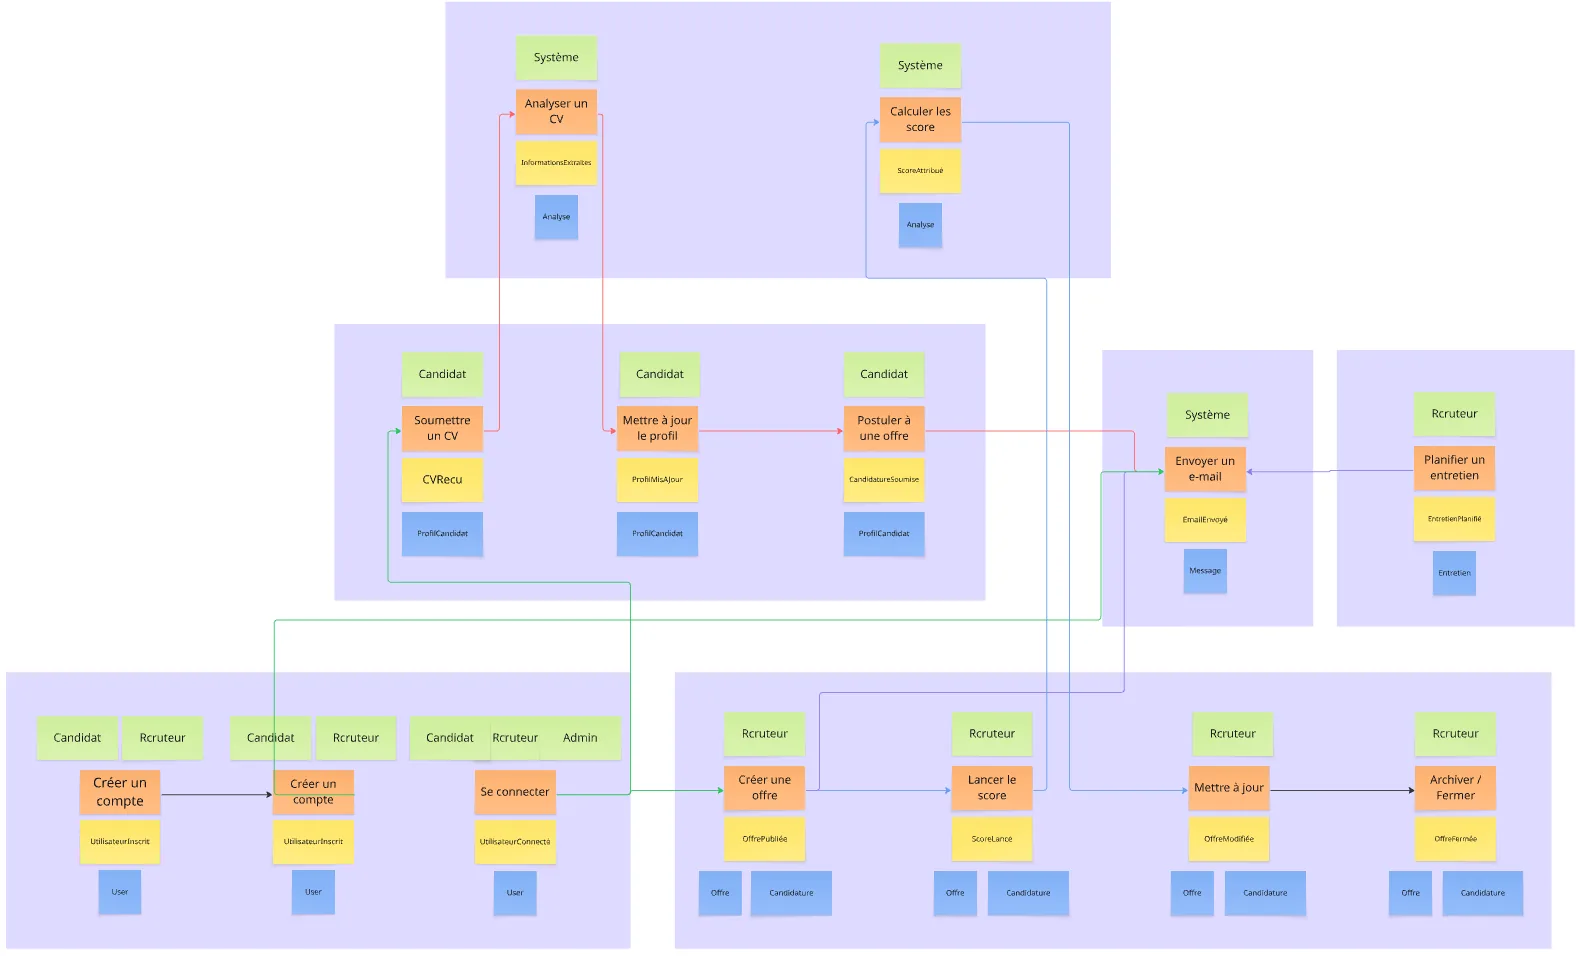 Système
Analyser un
CV
InformationsExtraites
Analyse
Système
Calculer les
score
ScoreAttribué
Analyse
Candidat
Soumettre
un CV
CVRecu
ProfilCandidat
Candidat
Mettre à jour
le profil
ProfilMisAJour
ProfilCandidat
Candidat
Postuler à
une offre
CandidatureSoumise
ProfilCandidat
Système
Envoyer un
e-mail
EmailEnvoyé
Message
Rcruteur
Planifier un
entretien
EntretienPlanifié
Entretien
Candidat
Rcruteur
Créer un
compte
UtilisateurInscrit
User
Candidat
Rcruteur
Créer un
compte
UtilisateurInscrit
User
Candidat
Rcruteur
Admin
Se connecter
UtilisateurConnecté
User
Rcruteur
Créer une
offre
OffrePubliée
Offre
Candidature
Rcruteur
Lancer le
score
ScoreLance
Offre
Candidature
Rcruteur
Mettre à jour
OffreModifiée
Offre
Candidature
Rcruteur
Archiver /
Fermer
OffreFermée
Offre
Candidature